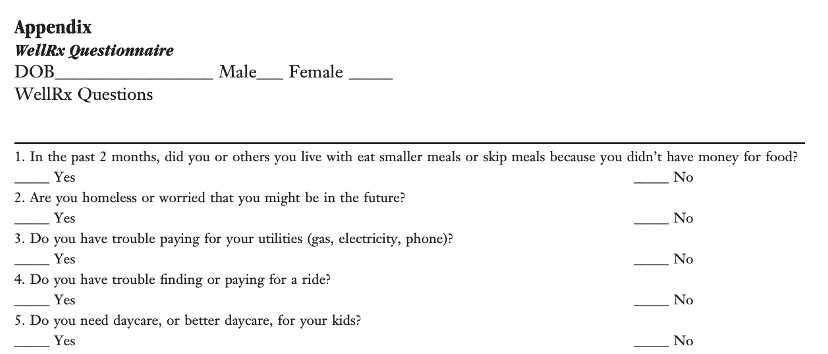 Appendix
WellRx Questionnaire
DOB__________________ Male___ Female _____
WellRx Questions
1. In the past 2 months, did you or others you live with eat smaller meals or skip meals because you didn’t have money for food?
_____ Yes _____ No
2. Are you homeless or worried that you might be in the future?
_____ Yes _____ No
3. Do you have trouble paying for your utilities (gas, electricity, phone)?
_____ Yes _____ No
4. Do you have trouble finding or paying for a ride?
_____ Yes _____ No
5. Do you need daycare, or better daycare, for your kids?
_____ Yes _____ No